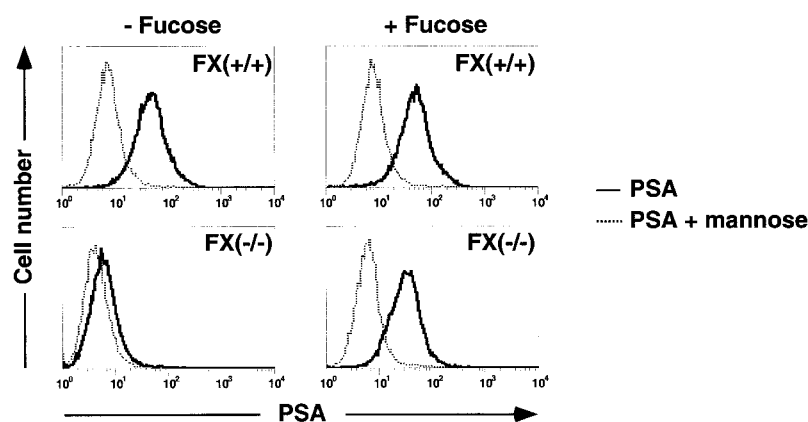 - Fucose
+ Fucose
FX(+/+)
FX(+/+)
10⁰ 10¹ 10² 10³ 10⁴
10⁰ 10¹ 10² 10³ 10⁴
FX(-/-)
FX(-/-)
10⁰ 10¹ 10² 10³ 10⁴
10⁰ 10¹ 10² 10³ 10⁴
Cell number
PSA
PSA
PSA + mannose